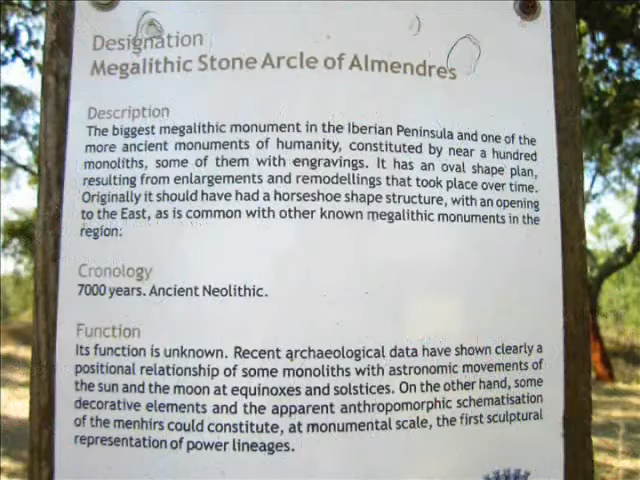 Designation
Megalithic Stone Arcle of Almendres
Description
The biggest megalithic monument in the Iberian Peninsula and one of the
more ancient monuments of humanity, constituted by near a hundred
monoliths, some of them with engravings. It has an oval shape plan,
resulting from enlargements and remodellings that took place over time.
Originally it should have had a horseshoe shape structure, with an opening
to the East, as is common with other known megalithic monuments in the
region:
Cronology
7000 years. Ancient Neolithic.
Function
Its function is unknown. Recent archaeological data have shown clearly a
positional relationship of some monoliths with astronomic movements of
the sun and the moon at equinoxes and solstices. On the other hand, some
decorative elements and the apparent anthropomorphic schematisation
of the menhirs could constitute, at monumental scale, the first sculptural
representation of power lineages.